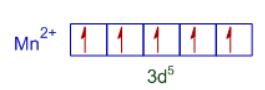 Mn²⁺ ↿ ↿ ↿ ↿ ↿
3d⁵